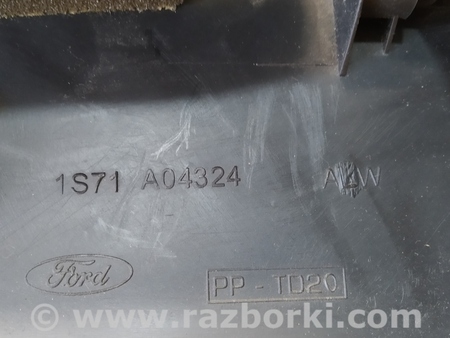 1S71 A04324 A W
Ford
PP - TD20
© www.razborki.com